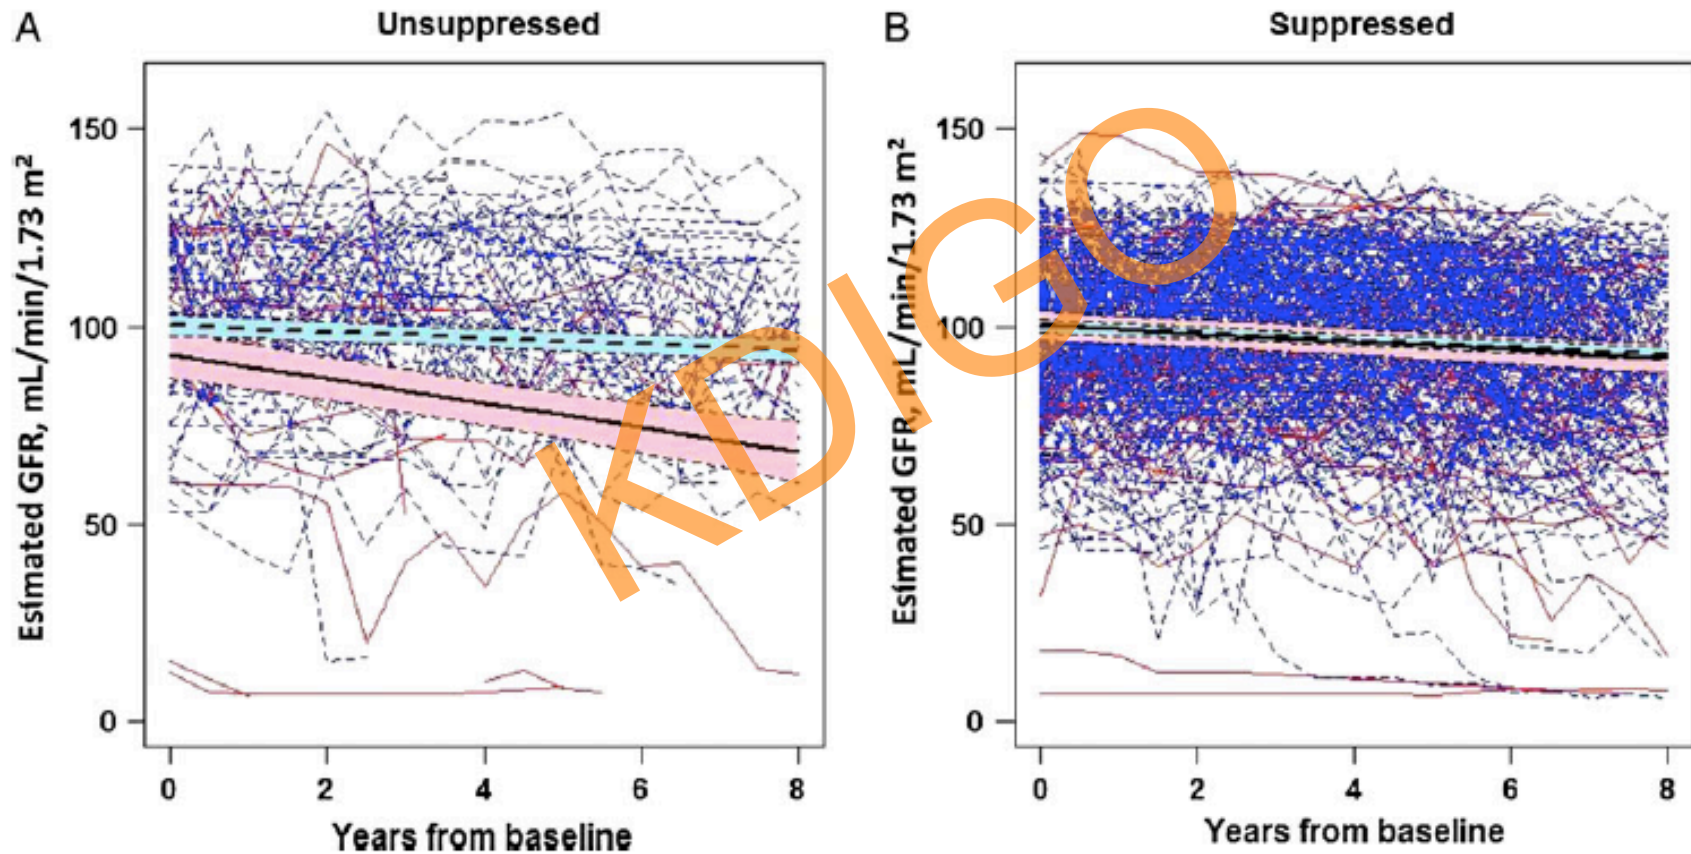 A
Unsuppressed
B
Suppressed
Esímated GFR, mL/min/1.73 m²
150
100
50
0
0 2 4 6 8
Years from baseline
Esímated GFR, mL/min/1.73 m²
150
100
50
0
0 2 4 6 8
Years from baseline
KDIGO